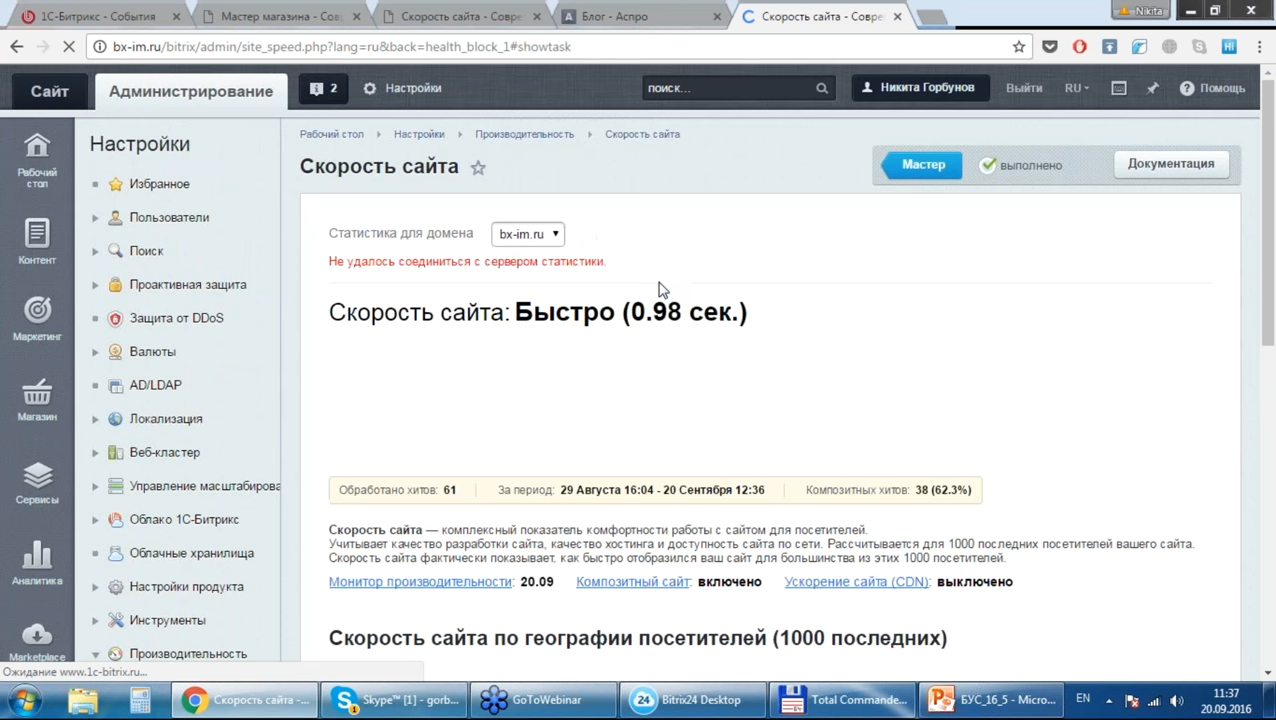 1С-Битрикс - События
Мастер магазина - Сов
Скорость сайта - Совре
Блог - Аспро
Скорость сайта - Совре
Nikita
bx-im.ru/bitrix/admin/site_speed.php?lang=ru&back=health_block_1#showtask
Сайт
Администрирование
2
Настройки
поиск...
Никита Горбунов
Выйти
RU
Помощь
Рабочий стол
Настройки
Производительность
Скорость сайта
Скорость сайта
Мастер
выполнено
Документация
Рабочий
стол
Контент
Маркетинг
Магазин
Сервисы
Аналитика
Marketplace
Настройки
Избранное
Пользователи
Поиск
Проактивная защита
Защита от DDoS
Валюты
AD/LDAP
Локализация
Веб-кластер
Управление масштабирова
Облако 1С-Битрикс
Облачные хранилища
Настройки продукта
Инструменты
Производительность
Статистика для домена bx-im.ru
Не удалось соединиться с сервером статистики.
Скорость сайта: Быстро (0.98 сек.)
Обработано хитов: 61 За период: 29 Августа 16:04 - 20 Сентября 12:36 Композитных хитов: 38 (62.3%)
Скорость сайта — комплексный показатель комфортности работы с сайтом для посетителей.
Учитывает качество разработки сайта, качество хостинга и доступность сайта по сети. Рассчитывается для 1000 последних посетителей вашего сайта.
Скорость сайта фактически показывает, как быстро отобразился ваш сайт для большинства из этих 1000 посетителей.
Монитор производительности: 20.09 Композитный сайт: включено Ускорение сайта (CDN): выключено
Скорость сайта по географии посетителей (1000 последних)
Ожидание www.1c-bitrix.ru...
Скорость сайта -...
Skype™ [1] - gorb...
GoToWebinar
24
Bitrix24 Desktop
Total Commande...
БУС_16_5 - Micros...
EN
11:37
20.09.2016